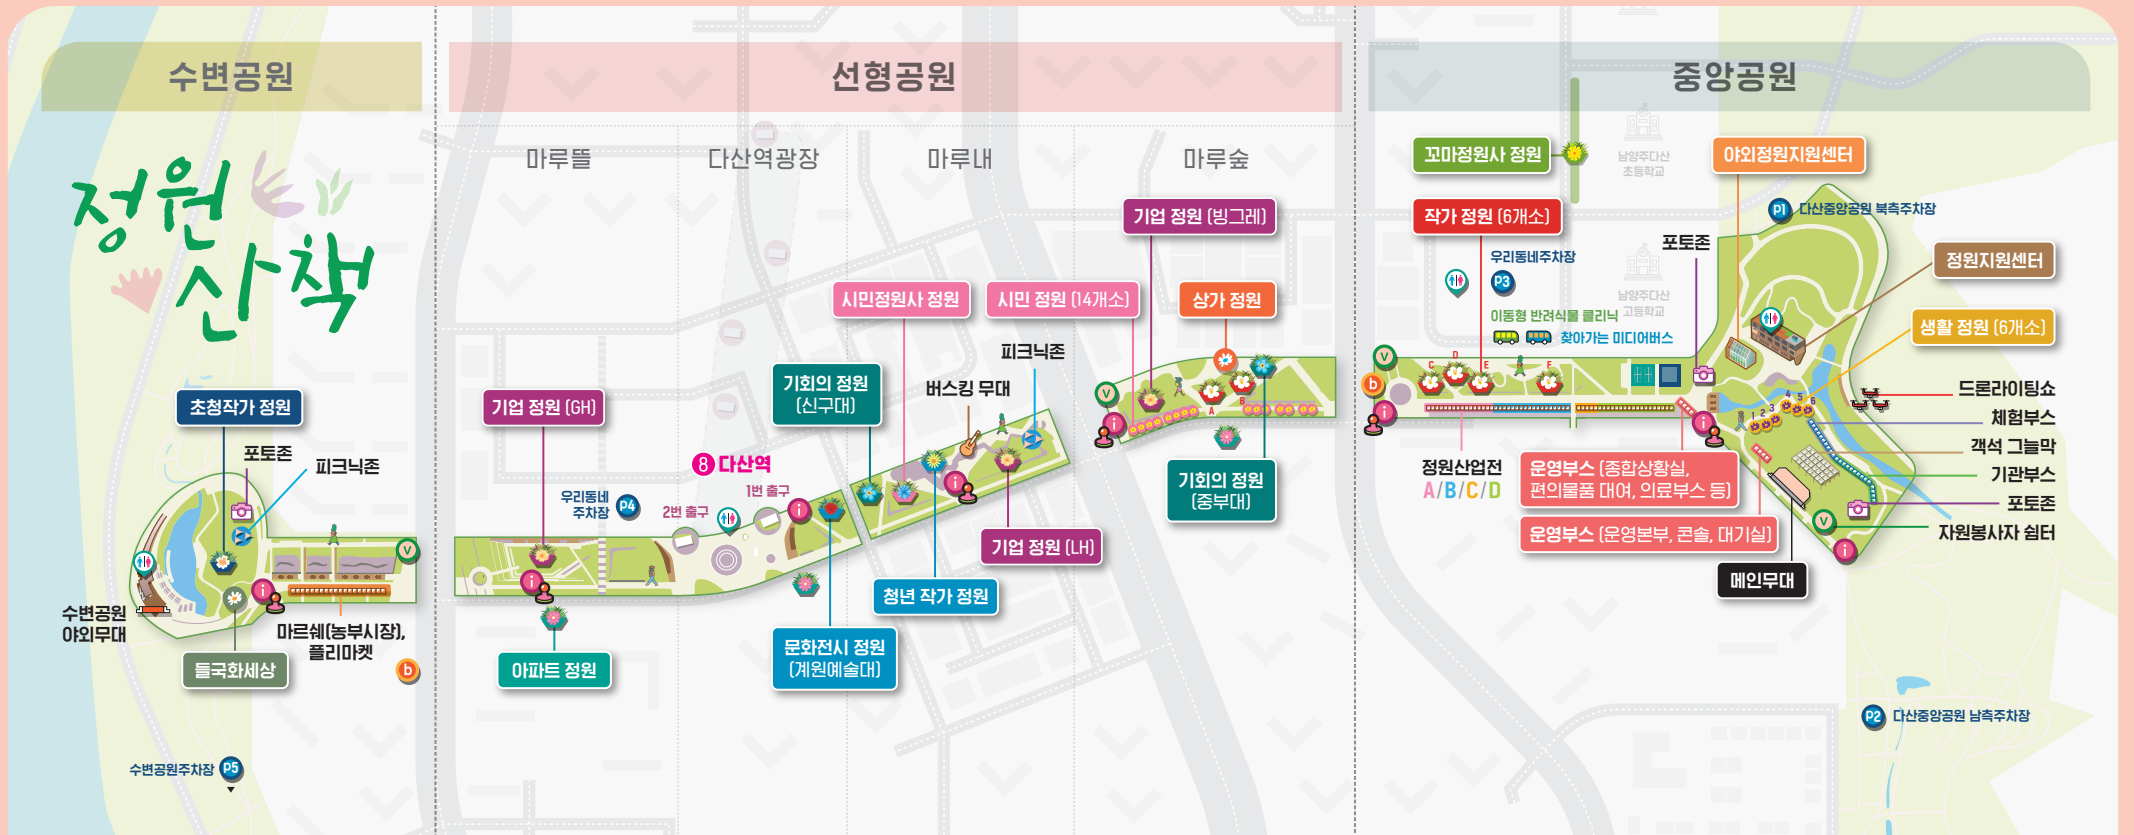 수변공원
선형공원
중앙공원
정원
산책
마루뜰
다산역광장
마루내
마루숲
초청작가 정원
포토존
피크닉존
수변공원
야외무대
들국화세상
마르쉐(농부시장),
플리마켓
b
V
i
수변공원주차장 P5
기업 정원 (GH)
우리동네
주차장
P4
아파트 정원
i
8 다산역
1번 출구
2번 출구
i
기회의 정원
(신구대)
문화전시 정원
(계원예술대)
시민정원사 정원
시민 정원 (14개소)
버스킹 무대
피크닉존
i
기업 정원 (LH)
청년 작가 정원
기업 정원 (빙그레)
상가 정원
V
i
A
B
기회의 정원
(중부대)
꼬마정원사 정원
남양주다산
초등학교
야외정원지원센터
작가 정원 (6개소)
P1 다산중앙공원 북측주차장
포토존
우리동네주차장
P3
남양주다산
고등학교
이동형 반려식물 클리닉
찾아가는 미디어버스
정원지원센터
생활 정원 (6개소)
V
b
i
C
D
E
F
i
1
2
3
4
5
6
드론라이팅쇼
체험부스
객석 그늘막
기관부스
포토존
자원봉사자 쉼터
V
i
정원산업전
A/B/C/D
운영부스 (종합상황실,
편의물품 대여, 의료부스 등)
운영부스 (운영본부, 콘솔, 대기실)
메인무대
P2 다산중앙공원 남측주차장